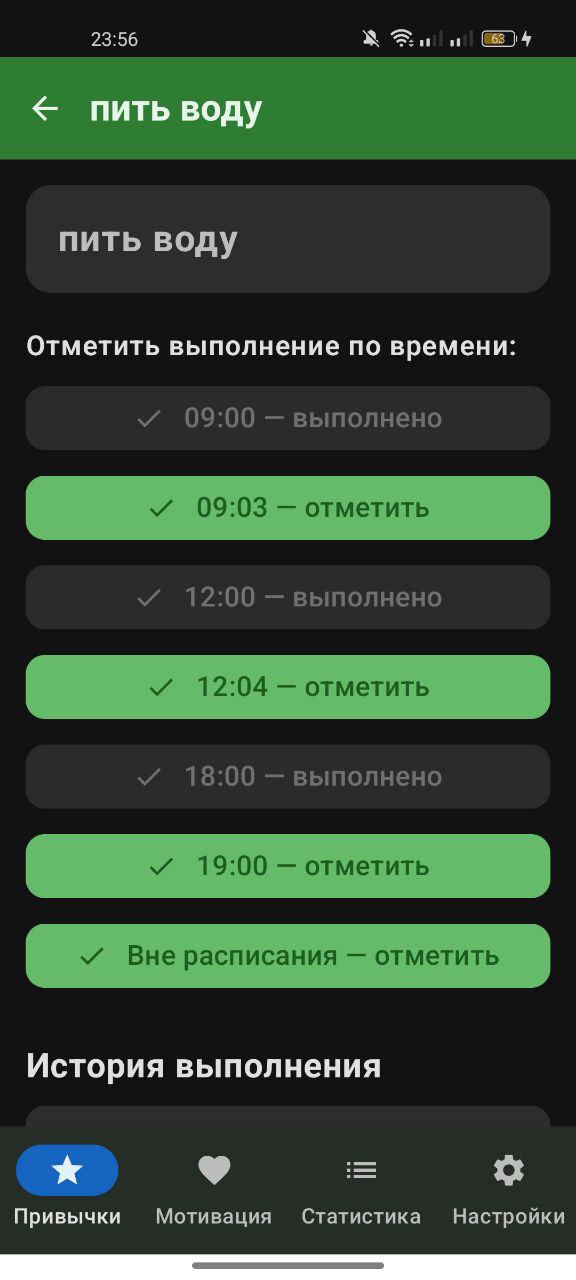 23:56
63
пить воду
пить воду
Отметить выполнение по времени:
09:00 — выполнено
09:03 — отметить
12:00 — выполнено
12:04 — отметить
18:00 — выполнено
19:00 — отметить
Вне расписания — отметить
История выполнения
Привычки Мотивация Статистика Настройки